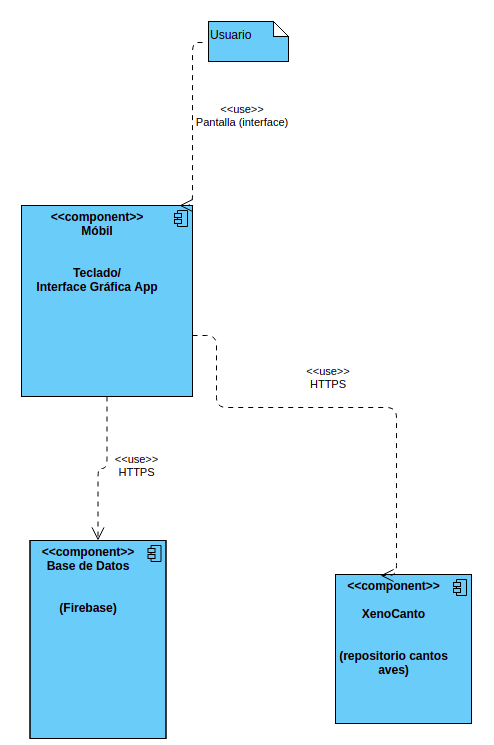 Usuario
<<use>>
Pantalla (interface)
<<component>>
Móbil
Teclado/
Interface Gráfica App
<<use>>
HTTPS
<<use>>
HTTPS
<<component>>
Base de Datos
(Firebase)
<<component>>
XenoCanto
(repositorio cantos
aves)